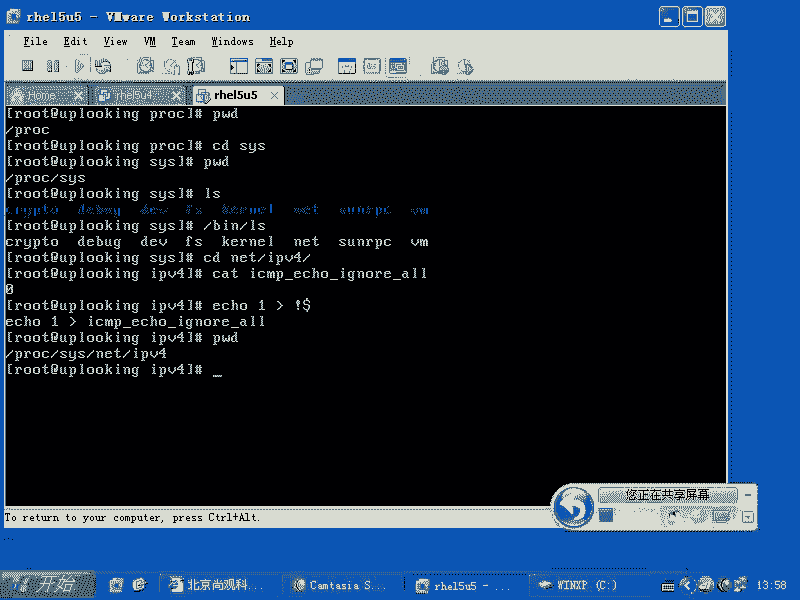 rhel5u5 - VMware Workstation
File Edit View VM Team Windows Help
Home rhel5u4 rhel5u5
[root@uplooking proc]# pwd
/proc
[root@uplooking proc]# cd sys
[root@uplooking sys]# pwd
/proc/sys
[root@uplooking sys]# ls
crypto debug dev fs kernel net sunrpc vm
[root@uplooking sys]# /bin/ls
crypto debug dev fs kernel net sunrpc vm
[root@uplooking sys]# cd net/ipv4/
[root@uplooking ipv4]# cat icmp_echo_ignore_all
0
[root@uplooking ipv4]# echo 1 > !$
echo 1 > icmp_echo_ignore_all
[root@uplooking ipv4]# pwd
/proc/sys/net/ipv4
[root@uplooking ipv4]# _
您正在共享屏幕
To return to your computer, press Ctrl+Alt.
开始 北京尚观科... Camtasia S... rhel5u5 - ... WINXP (C:) 13:58